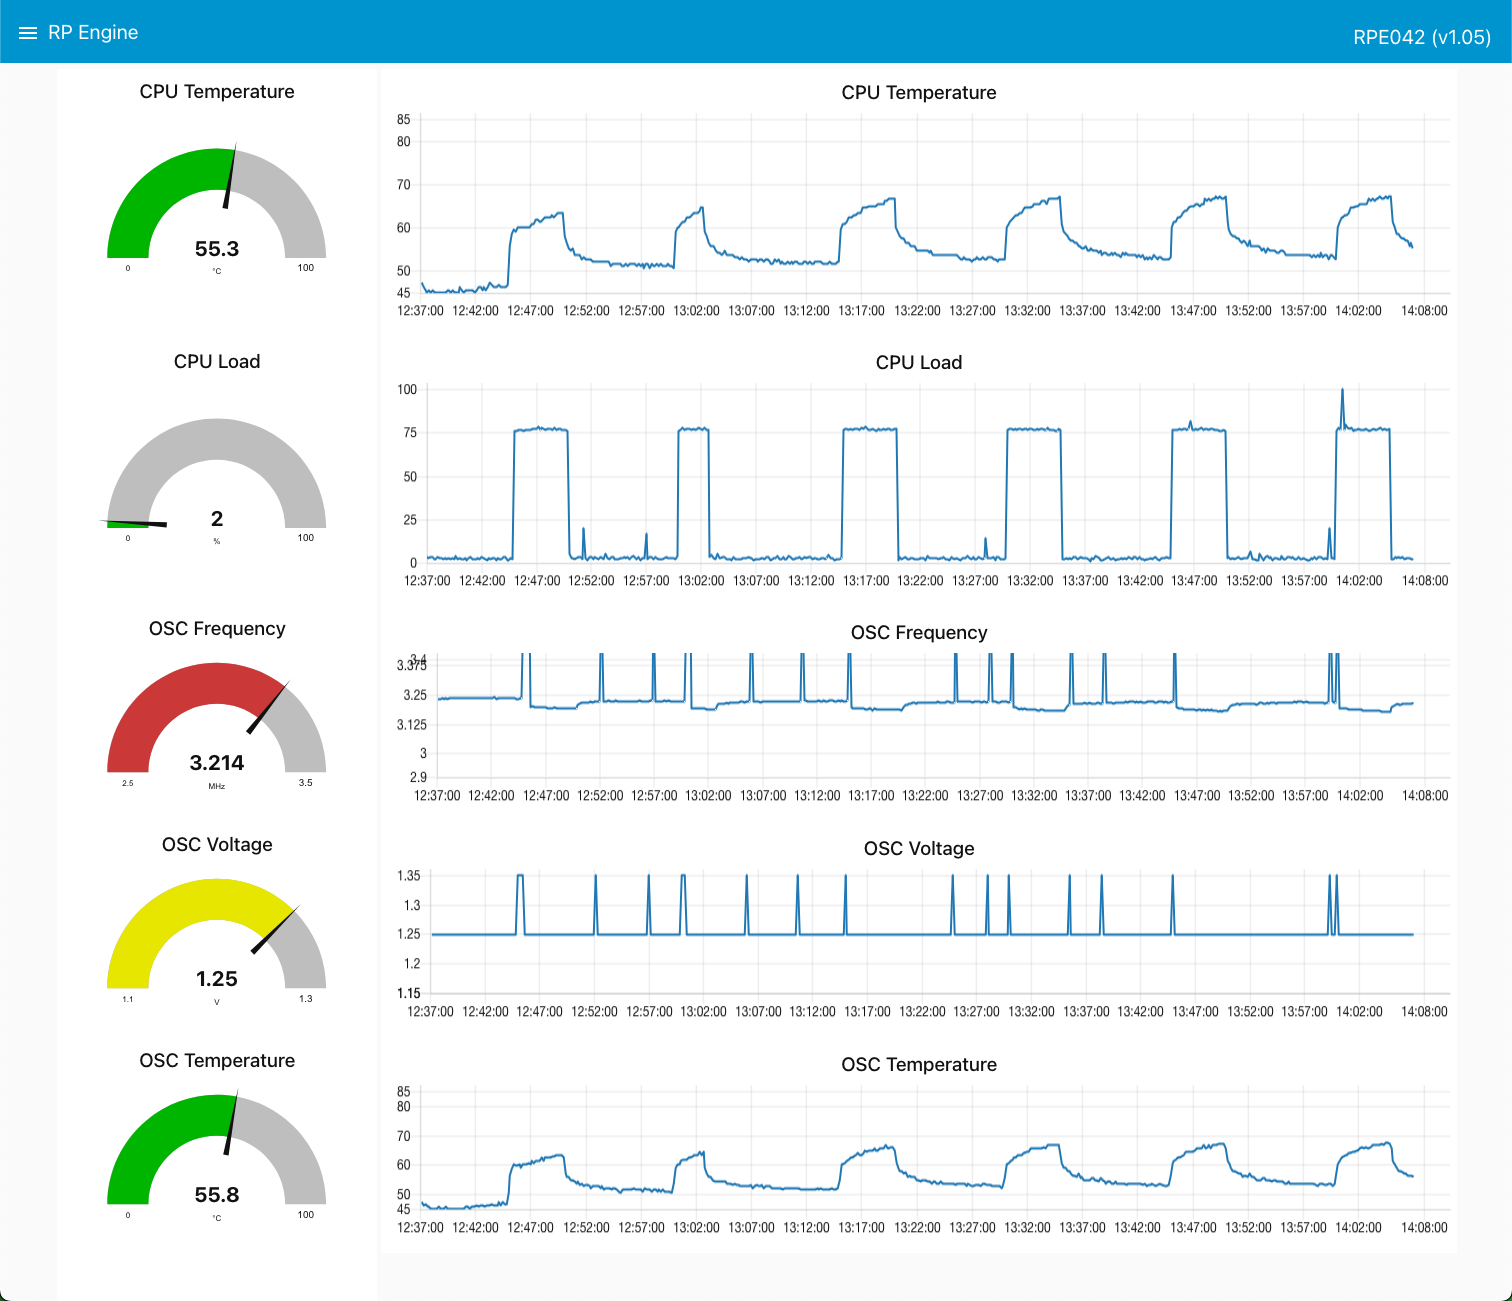 RP Engine
RPE042 (v1.05)
CPU Temperature
55.3
0
°C
100
CPU Temperature
85
80
70
60
50
45
12:37:00 12:42:00 12:47:00 12:52:00 12:57:00 13:02:00 13:07:00 13:12:00 13:17:00 13:22:00 13:27:00 13:32:00 13:37:00 13:42:00 13:47:00 13:52:00 13:57:00 14:02:00 14:08:00
CPU Load
2
0
%
100
CPU Load
100
75
50
25
0
12:37:00 12:42:00 12:47:00 12:52:00 12:57:00 13:02:00 13:07:00 13:12:00 13:17:00 13:22:00 13:27:00 13:32:00 13:37:00 13:42:00 13:47:00 13:52:00 13:57:00 14:02:00 14:08:00
OSC Frequency
3.214
2.5
MHz
3.5
OSC Frequency
3.4
3.375
3.25
3.125
3
2.9
12:37:00 12:42:00 12:47:00 12:52:00 12:57:00 13:02:00 13:07:00 13:12:00 13:17:00 13:22:00 13:27:00 13:32:00 13:37:00 13:42:00 13:47:00 13:52:00 13:57:00 14:02:00 14:08:00
OSC Voltage
1.25
1.1
V
1.3
OSC Voltage
1.35
1.3
1.25
1.2
1.15
12:37:00 12:42:00 12:47:00 12:52:00 12:57:00 13:02:00 13:07:00 13:12:00 13:17:00 13:22:00 13:27:00 13:32:00 13:37:00 13:42:00 13:47:00 13:52:00 13:57:00 14:02:00 14:08:00
OSC Temperature
55.8
0
°C
100
OSC Temperature
85
80
70
60
50
45
12:37:00 12:42:00 12:47:00 12:52:00 12:57:00 13:02:00 13:07:00 13:12:00 13:17:00 13:22:00 13:27:00 13:32:00 13:37:00 13:42:00 13:47:00 13:52:00 13:57:00 14:02:00 14:08:00